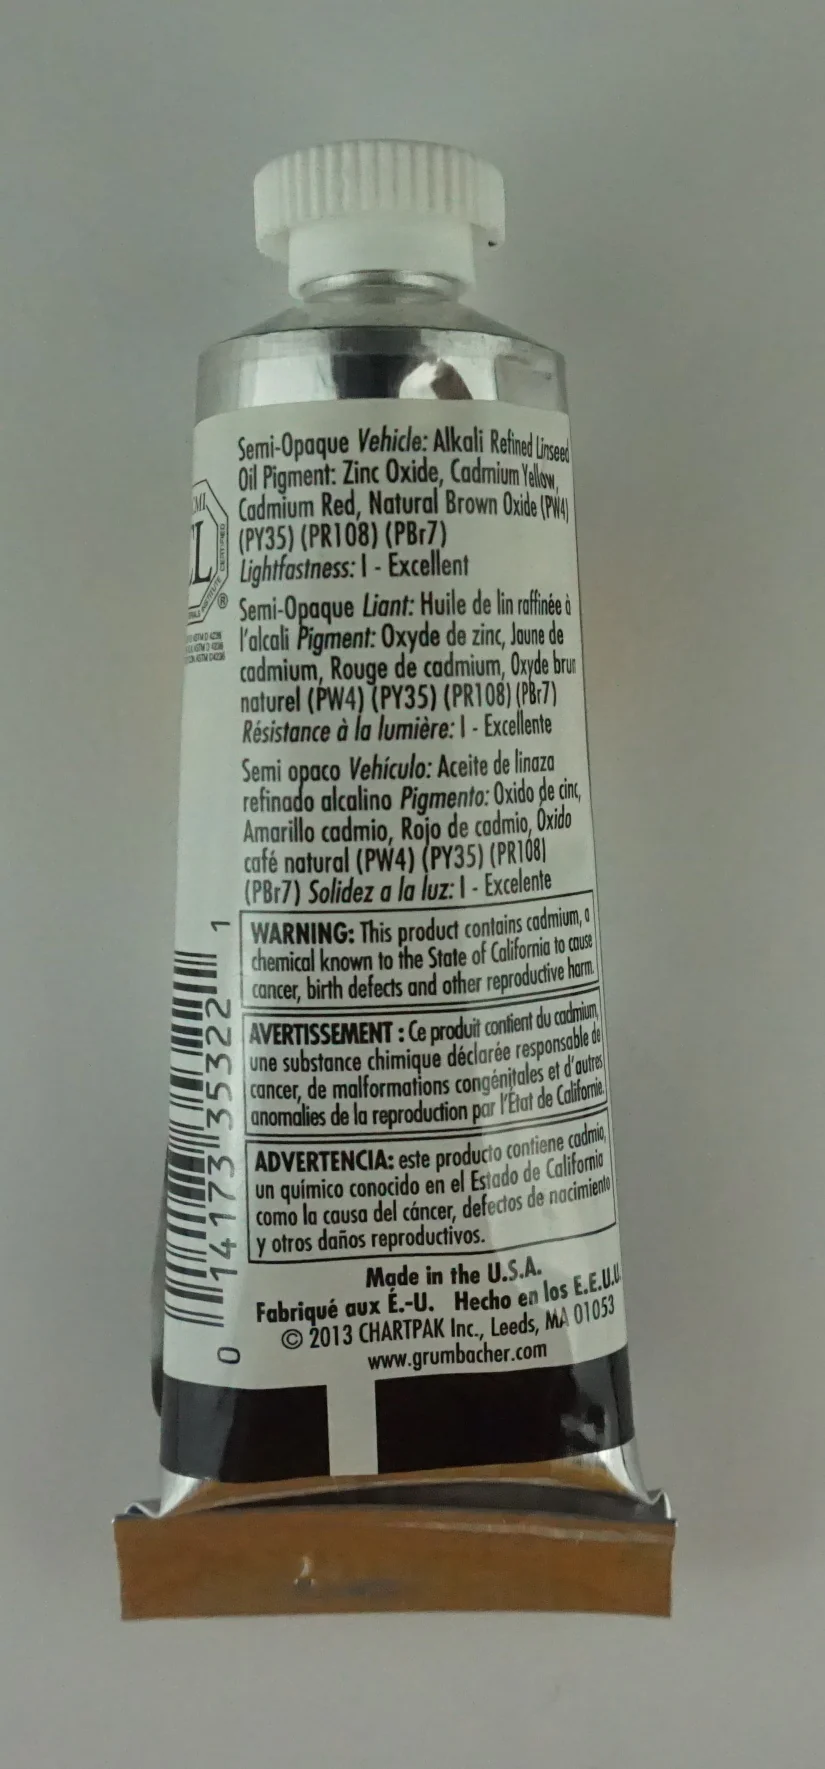 Semi-Opaque Vehicle: Alkali Refined Linseed
Oil Pigment: Zinc Oxide, Cadmium Yellow,
Cadmium Red, Natural Brown Oxide (PW4)
(PY35) (PR108) (PBr7)
Lightfastness: I - Excellent
Semi-Opaque Liant: Huile de lin raffinée à
l'alcali Pigment: Oxyde de zinc, Jaune de
cadmium, Rouge de cadmium, Oxyde brun
naturel (PW4) (PY35) (PR108) (PBr7)
Résistance à la lumière: I - Excellente
Semi opaco Vehículo: Aceite de linaza
refinado alcalino Pigmento: Oxido de cinc,
Amarillo cadmio, Rojo de cadmio, Óxido
café natural (PW4) (PY35) (PR108)
(PBr7) Solidez a la luz: I - Excelente
WARNING: This product contains cadmium, a
chemical known to the State of California to cause
cancer, birth defects and other reproductive harm.
AVERTISSEMENT : Ce produit contient du cadmium,
une substance chimique déclarée responsable de
cancer, de malformations congénitales et d'autres
anomalies de la reproduction par l'État de Californie.
ADVERTENCIA: este producto contiene cadmio,
un químico conocido en el Estado de California
como la causa del cáncer, defectos de nacimiento
y otros daños reproductivos.
Made in the U.S.A.
Fabriqué aux É.-U. Hecho en los E.E.U.U.
© 2013 CHARTPAK Inc., Leeds, MA 01053
www.grumbacher.com
0 14173 35322 1
L
CERTIFIED
®